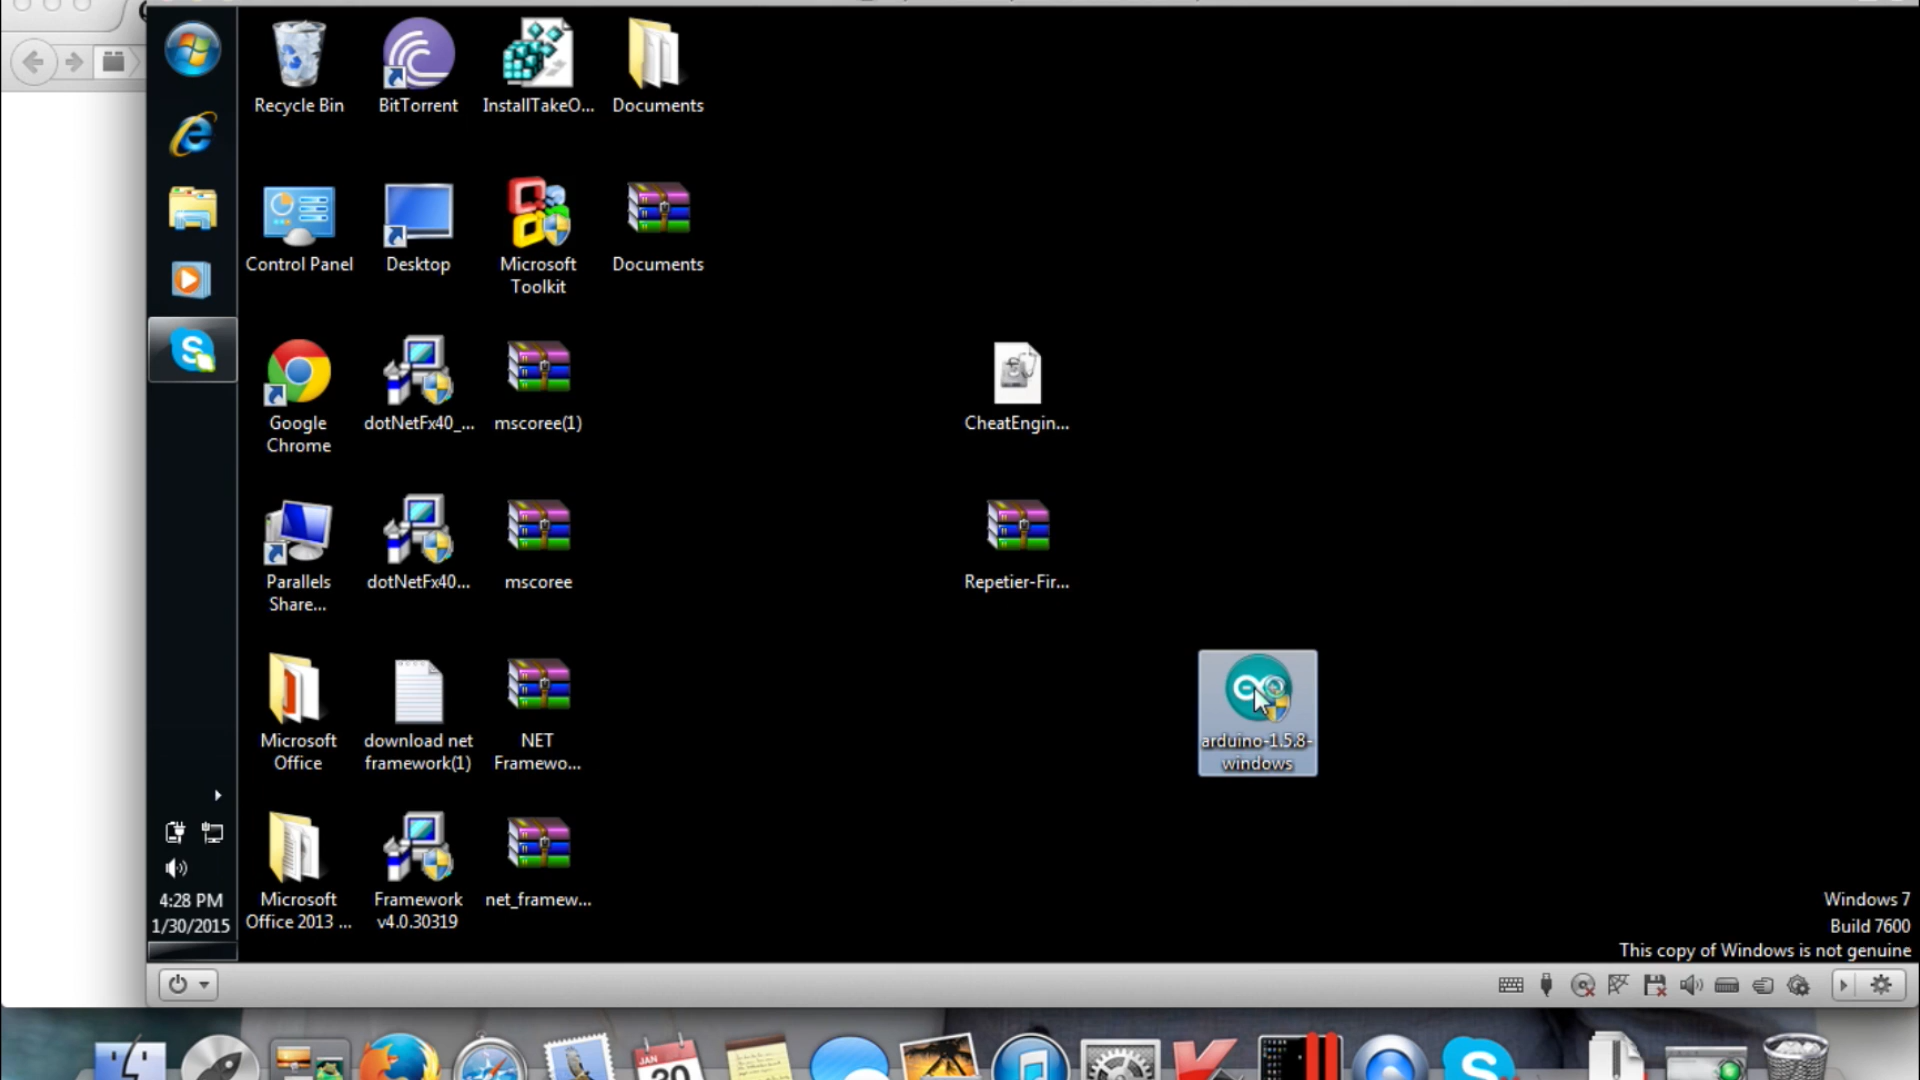 Recycle Bin
BitTorrent
InstallTakeO...
Documents
Control Panel
Desktop
Microsoft
Toolkit
Documents
Google
Chrome
dotNetFx40_...
mscoree(1)
CheatEngin...
Parallels
Share...
dotNetFx40...
mscoree
Repetier-Fir...
Microsoft
Office
download net
framework(1)
NET
Framewo...
arduino-1.5.8-
windows
Microsoft
Office 2013 ...
Framework
v4.0.30319
net_framew...
4:28 PM
1/30/2015
Windows 7
Build 7600
This copy of Windows is not genuine
JAN
30